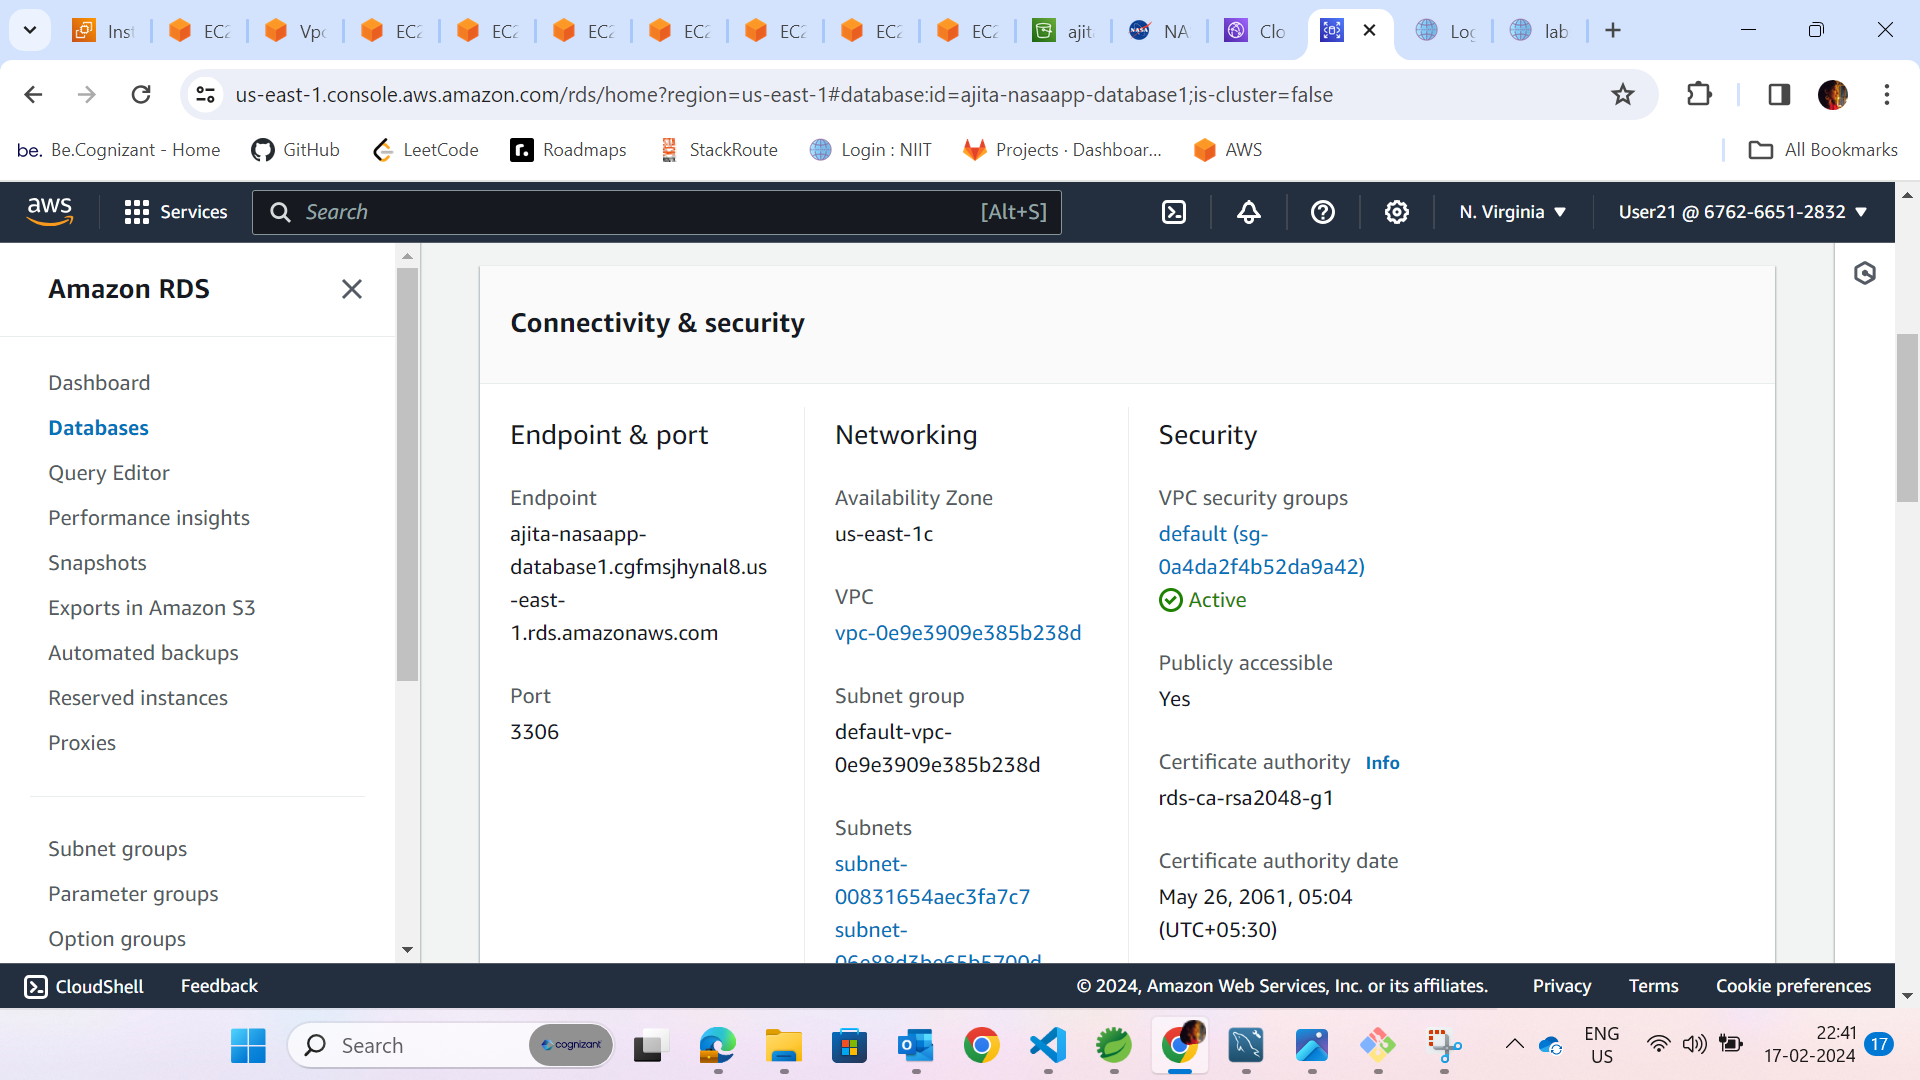 Inst
EC2
Vpc
EC2
EC2
EC2
EC2
EC2
EC2
EC2
ajita
NA
Clo
Log
lab
us-east-1.console.aws.amazon.com/rds/home?region=us-east-1#database:id=ajita-nasaapp-database1;is-cluster=false
be. Be.Cognizant - Home
GitHub
LeetCode
r. Roadmaps
StackRoute
Login : NIIT
Projects · Dashboar...
AWS
All Bookmarks
aws
Services
Search
[Alt+S]
N. Virginia
User21 @ 6762-6651-2832
Amazon RDS
Dashboard
Databases
Query Editor
Performance insights
Snapshots
Exports in Amazon S3
Automated backups
Reserved instances
Proxies
Subnet groups
Parameter groups
Option groups
Connectivity & security
Endpoint & port
Endpoint
ajita-nasaapp-
database1.cgfmsjhynal8.us
-east-
1.rds.amazonaws.com
Port
3306
Networking
Availability Zone
us-east-1c
VPC
vpc-0e9e3909e385b238d
Subnet group
default-vpc-
0e9e3909e385b238d
Subnets
subnet-
00831654aec3fa7c7
subnet-
06e88d3be65b5700d
Security
VPC security groups
default (sg-
0a4da2f4b52da9a42)
Active
Publicly accessible
Yes
Certificate authority Info
rds-ca-rsa2048-g1
Certificate authority date
May 26, 2061, 05:04
(UTC+05:30)
CloudShell
Feedback
© 2024, Amazon Web Services, Inc. or its affiliates.
Privacy
Terms
Cookie preferences
Search
cognizant
ENG
US
22:41
17-02-2024
17